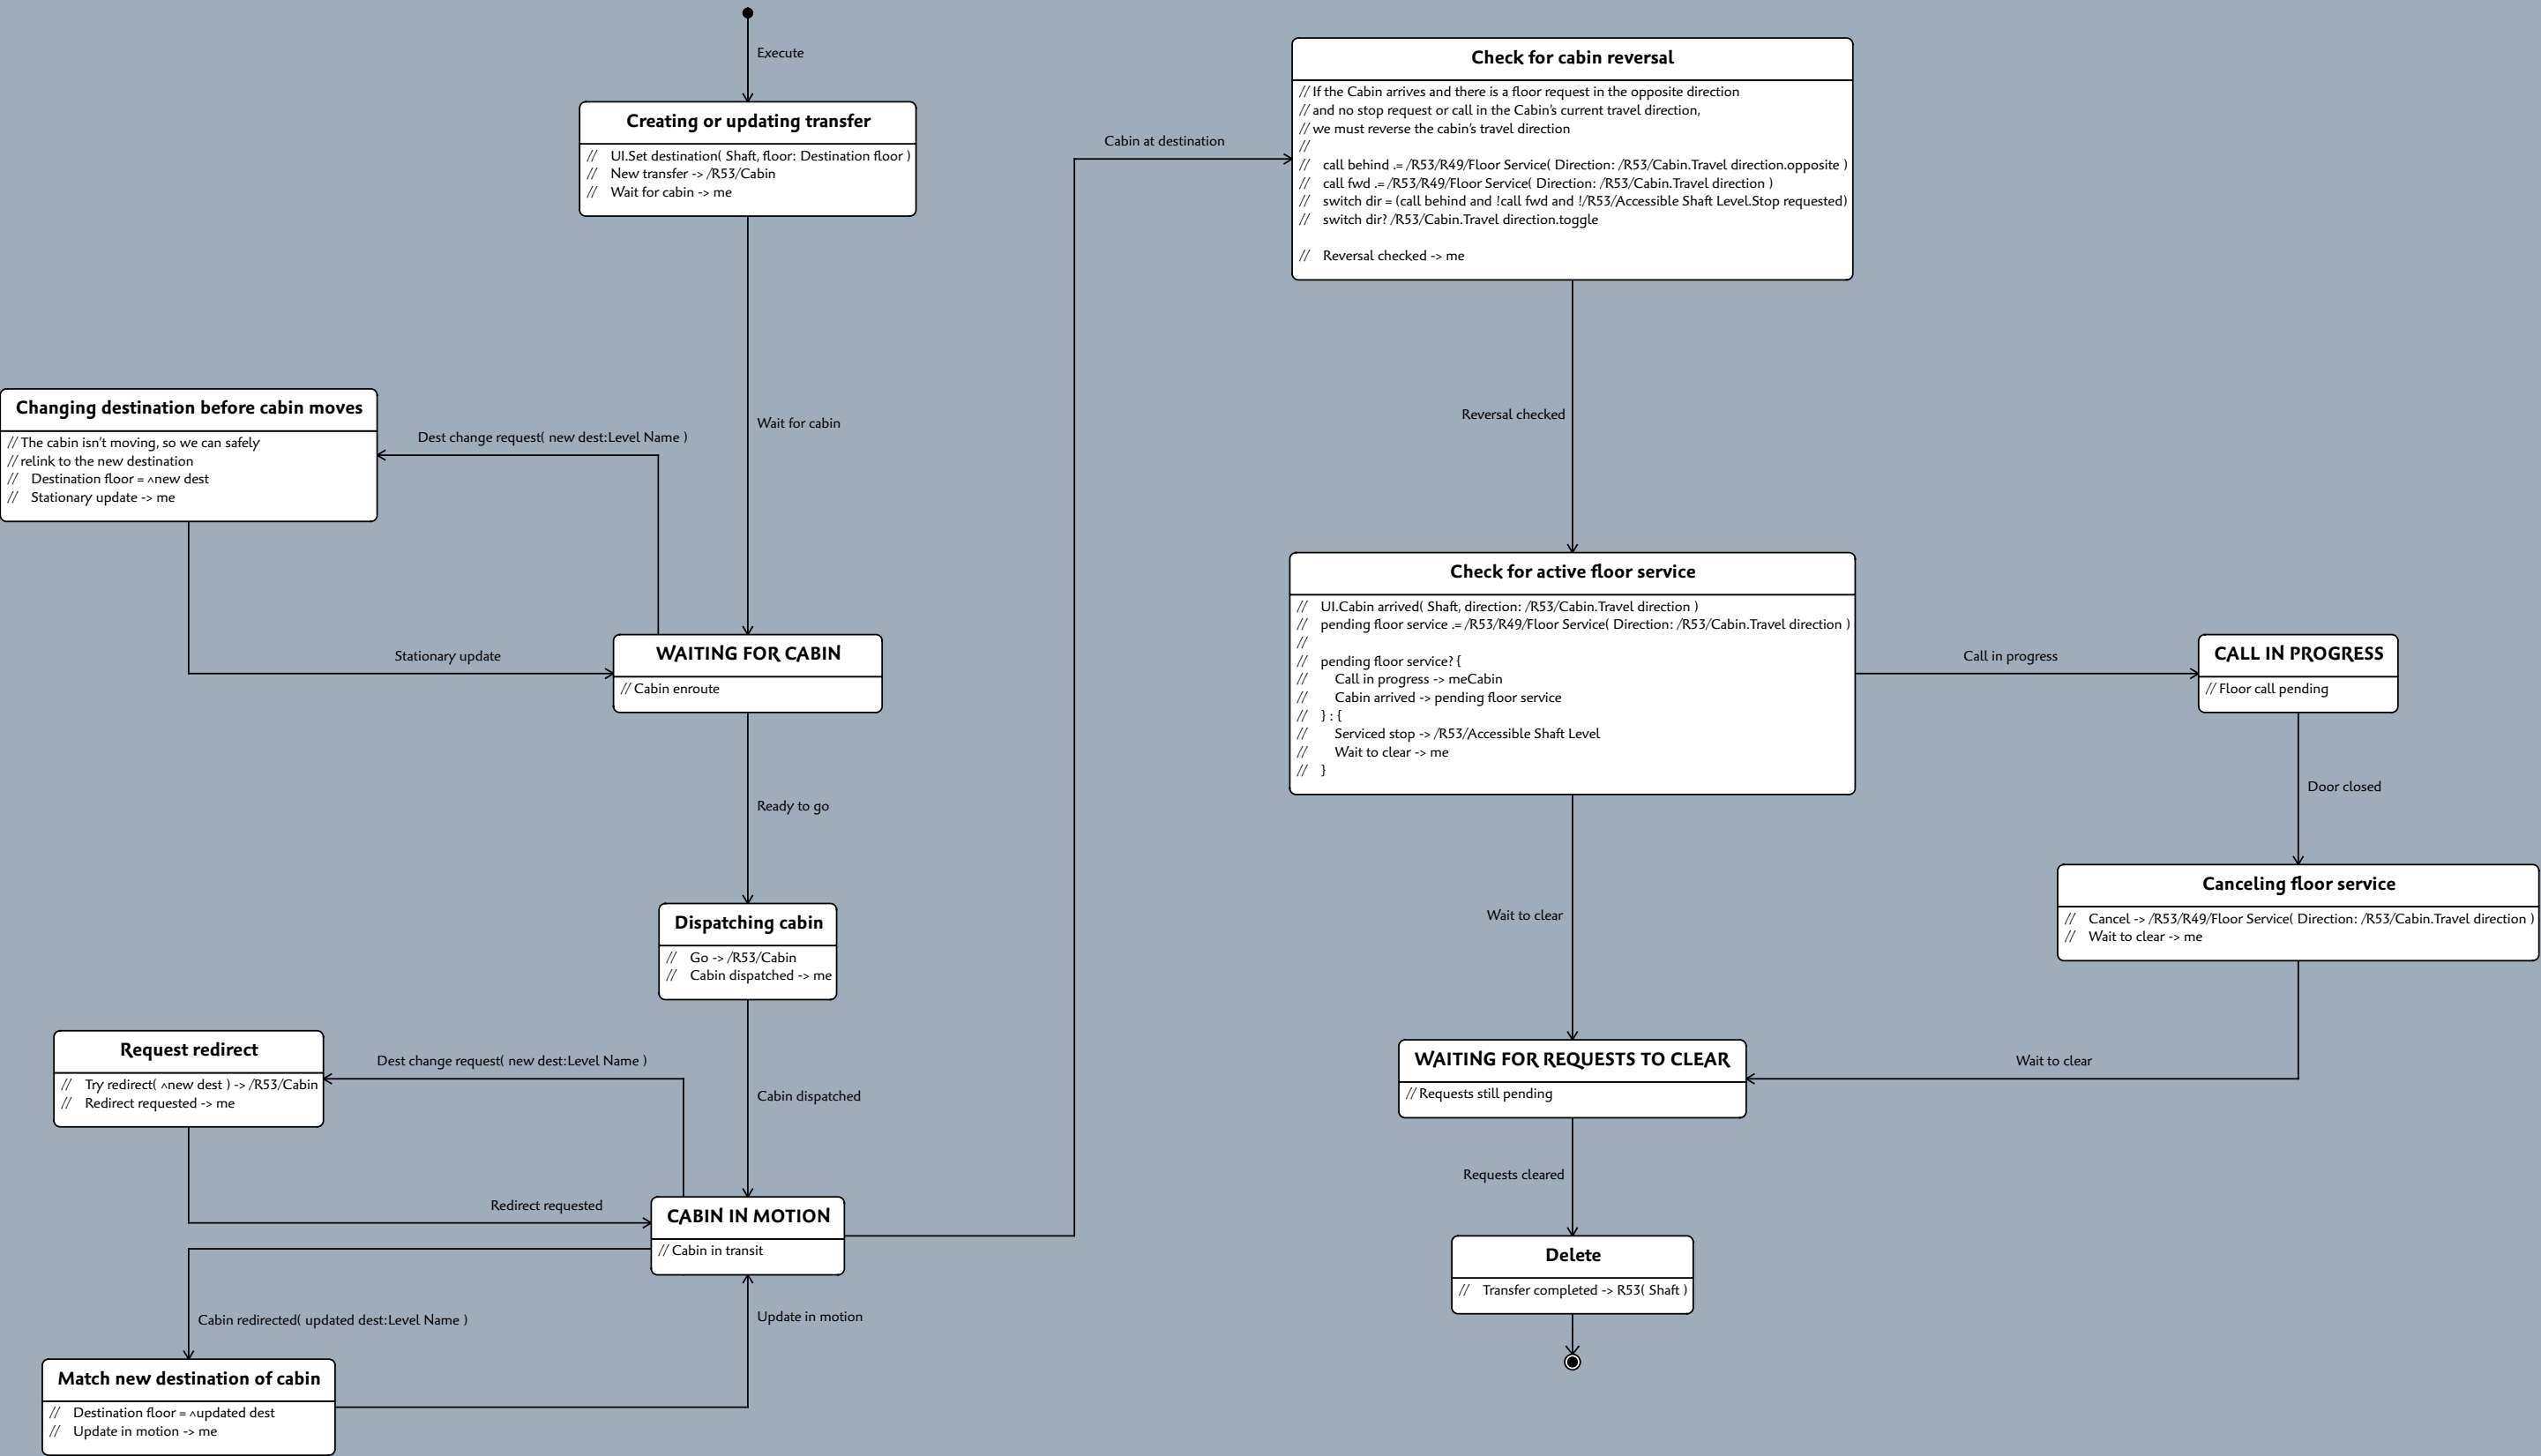 Execute
Creating or updating transfer
// UI.Set destination( Shaft, floor: Destination floor )
// New transfer -> /R53/Cabin
// Wait for cabin -> me
Wait for cabin
Changing destination before cabin moves
// The cabin isn't moving, so we can safely
// relink to the new destination
// Destination floor = ^new dest
// Stationary update -> me
Dest change request( new dest:Level Name )
Stationary update
WAITING FOR CABIN
// Cabin enroute
Ready to go
Dispatching cabin
// Go -> /R53/Cabin
// Cabin dispatched -> me
Cabin dispatched
Request redirect
// Try redirect( ^new dest ) -> /R53/Cabin
// Redirect requested -> me
Dest change request( new dest:Level Name )
Redirect requested
CABIN IN MOTION
// Cabin in transit
Cabin redirected( updated dest:Level Name )
Update in motion
Match new destination of cabin
// Destination floor = ^updated dest
// Update in motion -> me
Cabin at destination
Check for cabin reversal
// If the Cabin arrives and there is a floor request in the opposite direction
// and no stop request or call in the Cabin's current travel direction,
// we must reverse the cabin's travel direction
//
// call behind .= /R53/R49/Floor Service( Direction: /R53/Cabin.Travel direction.opposite )
// call fwd .= /R53/R49/Floor Service( Direction: /R53/Cabin.Travel direction )
// switch dir = (call behind and !call fwd and !/R53/Accessible Shaft Level.Stop requested)
// switch dir? /R53/Cabin.Travel direction.toggle
// Reversal checked -> me
Reversal checked
Check for active floor service
// UI.Cabin arrived( Shaft, direction: /R53/Cabin.Travel direction )
// pending floor service .= /R53/R49/Floor Service( Direction: /R53/Cabin.Travel direction )
//
// pending floor service? {
// Call in progress -> meCabin
// Cabin arrived -> pending floor service
// } : {
// Serviced stop -> /R53/Accessible Shaft Level
// Wait to clear -> me
// }
Call in progress
CALL IN PROGRESS
// Floor call pending
Door closed
Canceling floor service
// Cancel -> /R53/R49/Floor Service( Direction: /R53/Cabin.Travel direction )
// Wait to clear -> me
Wait to clear
Wait to clear
WAITING FOR REQUESTS TO CLEAR
// Requests still pending
Requests cleared
Delete
// Transfer completed -> R53( Shaft )